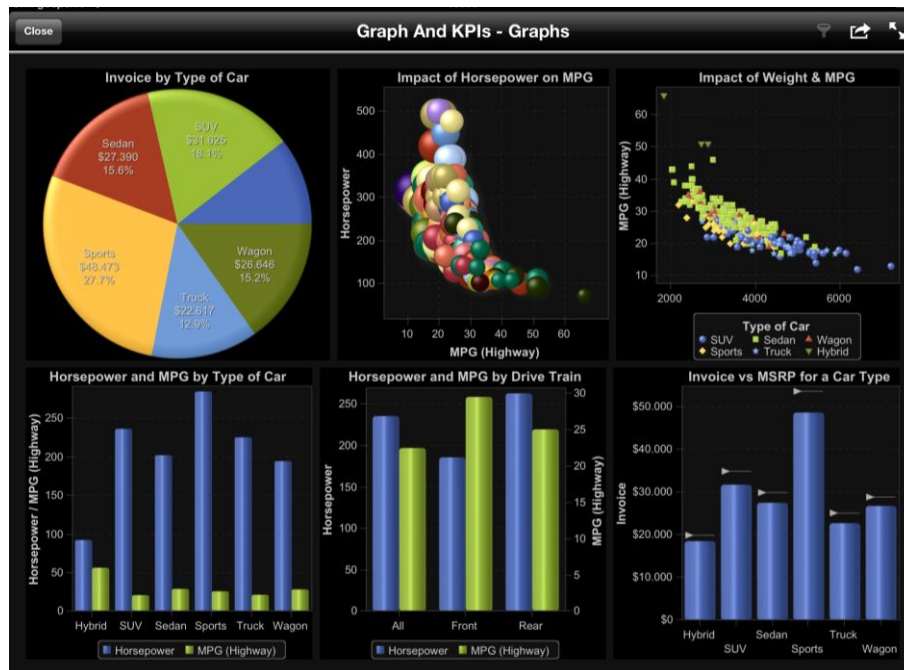 Close
Graph And KPIs - Graphs
Invoice by Type of Car
SUV
$31.625
18.1%
Sedan
$27.390
15.6%
Sports
$48.473
27.7%
Wagon
$26.646
15.2%
Truck
$22.617
12.9%
Impact of Horsepower on MPG
Horsepower
500
400
300
200
100
10 20 30 40 50 60
MPG (Highway)
Impact of Weight & MPG
MPG (Highway)
60
50
40
30
20
10
2000 4000 6000
Type of Car
SUV Sedan Wagon
Sports Truck Hybrid
Horsepower and MPG by Type of Car
Horsepower / MPG (Highway)
250
200
150
100
50
0
Hybrid SUV Sedan Sports Truck Wagon
Horsepower MPG (Highway)
Horsepower and MPG by Drive Train
Horsepower
250
200
150
100
50
0
30
25
20
15
10
5
0
MPG (Highway)
All Front Rear
Horsepower MPG (Highway)
Invoice vs MSRP for a Car Type
Invoice
$50.000
$40.000
$30.000
$20.000
$10.000
$0
Hybrid Sedan Truck
SUV Sports Wagon